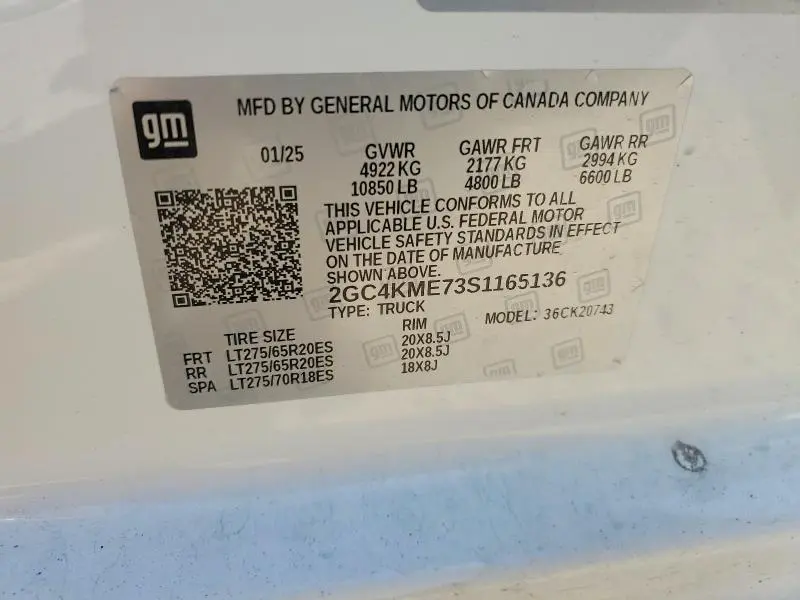 gm
MFD BY GENERAL MOTORS OF CANADA COMPANY
01/25 GVWR GAWR FRT GAWR RR
4922 KG 2177 KG 2994 KG
10850 LB 4800 LB 6600 LB
THIS VEHICLE CONFORMS TO ALL
APPLICABLE U.S. FEDERAL MOTOR
VEHICLE SAFETY STANDARDS IN EFFECT
ON THE DATE OF MANUFACTURE
SHOWN ABOVE.
2GC4KME73S1165136
TYPE: TRUCK MODEL: 36CK20743
TIRE SIZE RIM
FRT LT275/65R20ES 20X8.5J
RR LT275/65R20ES 20X8.5J
SPA LT275/70R18ES 18X8J